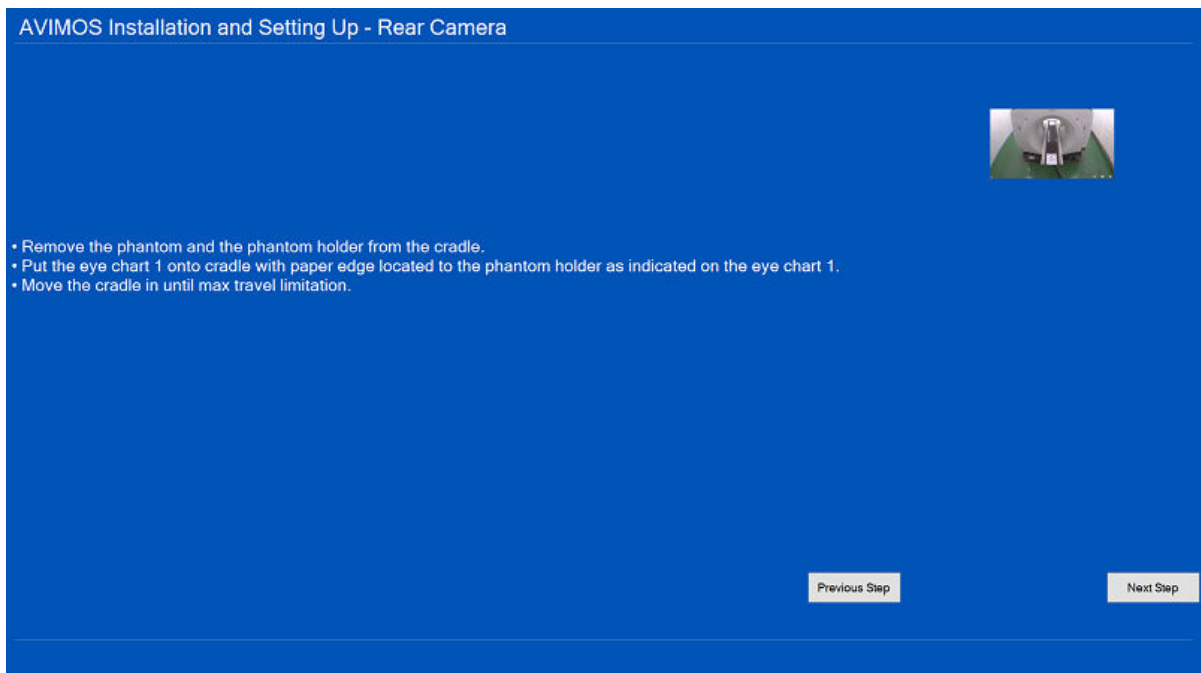 AVIMOS Installation and Setting Up - Rear Camera
• Remove the phantom and the phantom holder from the cradle.
• Put the eye chart 1 onto cradle with paper edge located to the phantom holder as indicated on the eye chart 1.
• Move the cradle in until max travel limitation.
Previous Step
Next Step